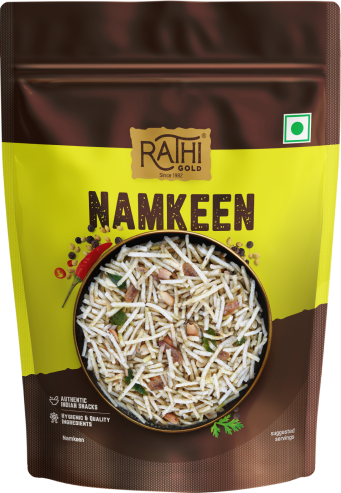 RATHI®
GOLD
Since 1982
NAMKEEN
AUTHENTIC
INDIAN SNACKS
HYGIENIC & QUALITY
INGREDIENTS
Namkeen
suggested
servings